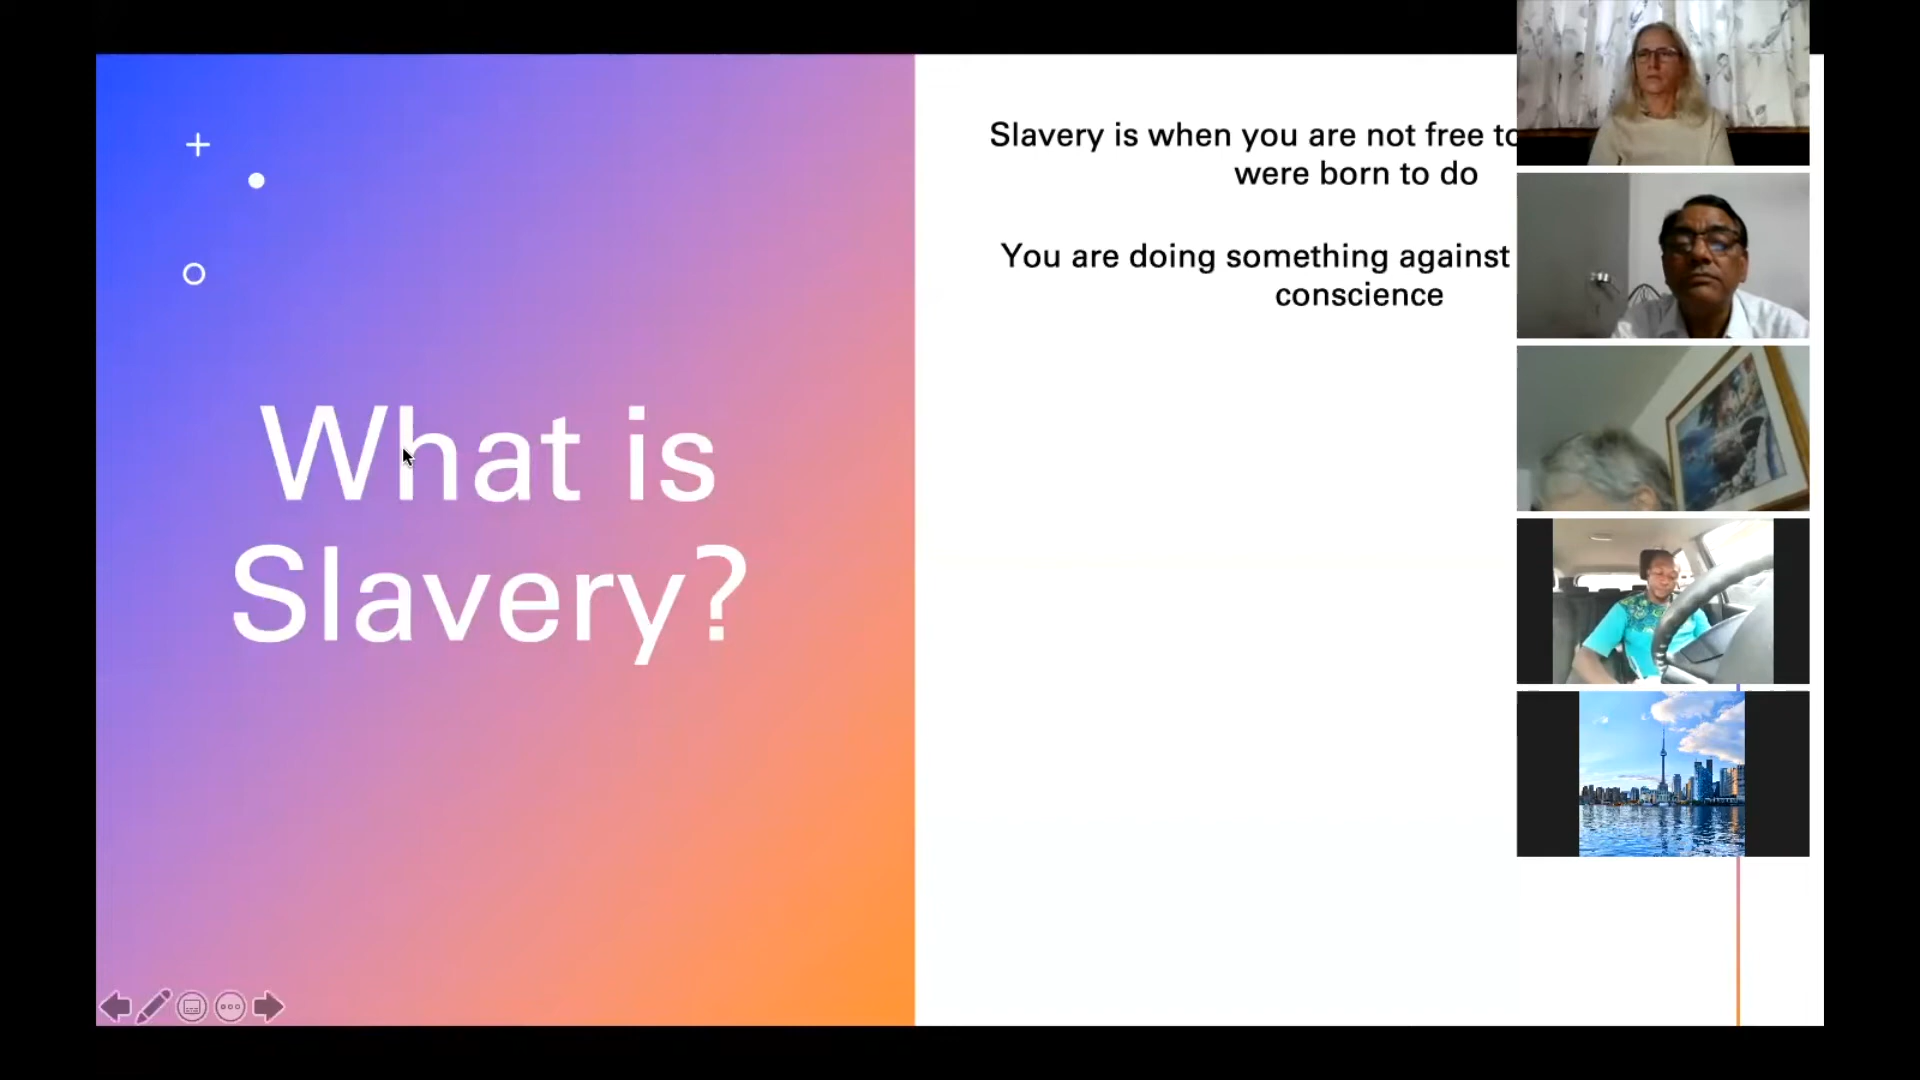 What is
Slavery?
Slavery is when you are not free to
were born to do
You are doing something against
conscience